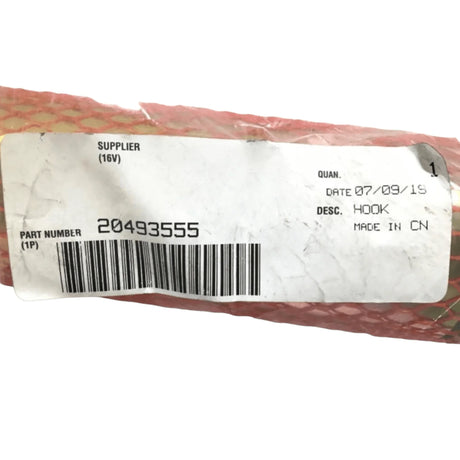 SUPPLIER
(16V)
QUAN. 1
DATE 07/09/19
DESC. HOOK
MADE IN CN
PART NUMBER 20493555
(1P)